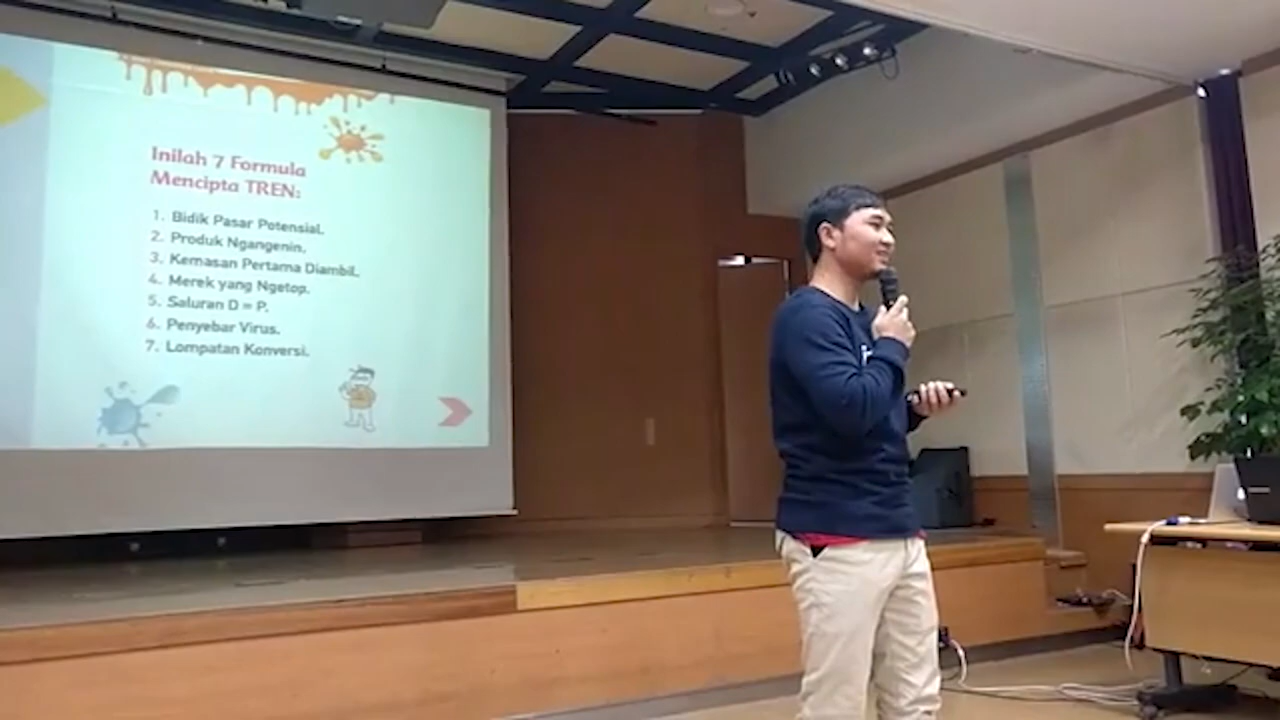 Inilah 7 Formula
Mencipta TREN:
1. Bidik Pasar Potensial.
2. Produk Ngangenin.
3. Kemasan Pertama Diambil.
4. Merek yang Ngetop.
5. Saluran D = P.
6. Penyebar Virus.
7. Lompatan Konversi.